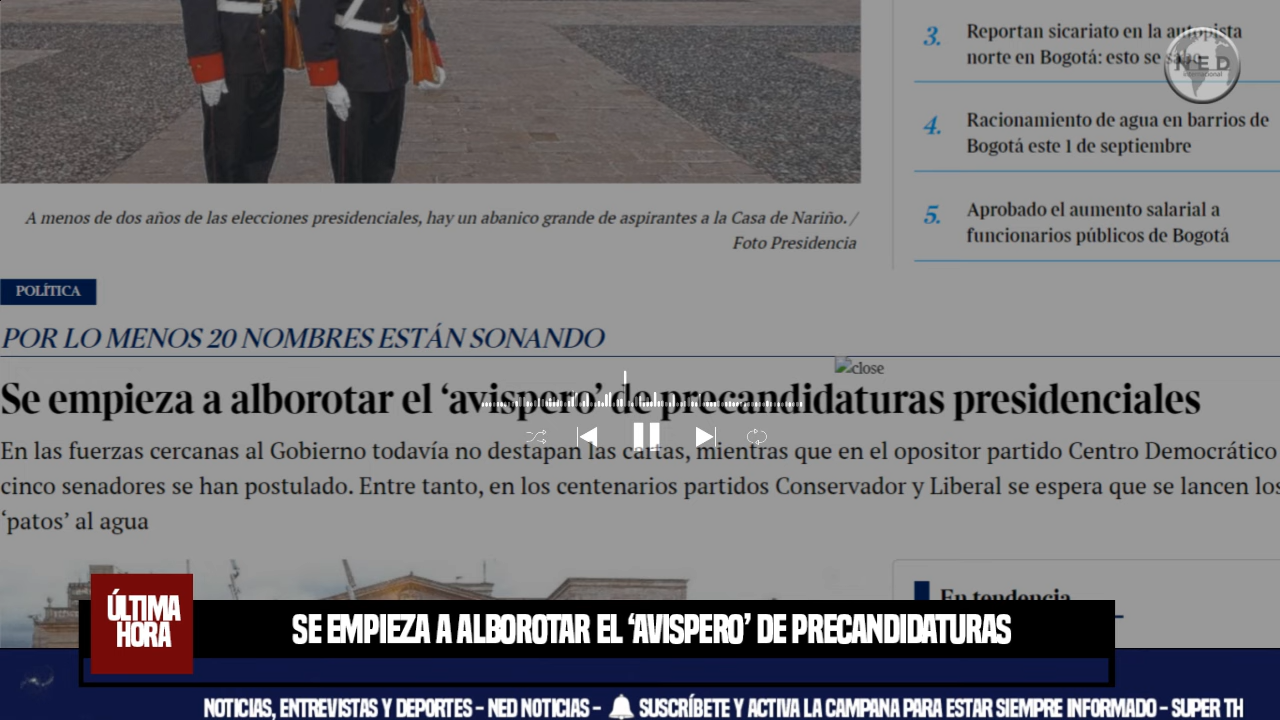 3. Reportan sicariato en la autopista
norte en Bogotá: esto se sabe
NED
international
4. Racionamiento de agua en barrios de
Bogotá este 1 de septiembre
5. Aprobado el aumento salarial a
funcionarios públicos de Bogotá
A menos de dos años de las elecciones presidenciales, hay un abanico grande de aspirantes a la Casa de Nariño. /
Foto Presidencia
POLÍTICA
POR LO MENOS 20 NOMBRES ESTÁN SONANDO
close
Se empieza a alborotar el ‘avispero’ de precandidaturas presidenciales
En las fuerzas cercanas al Gobierno todavía no destapan las cartas, mientras que en el opositor partido Centro Democrático
cinco senadores se han postulado. Entre tanto, en los centenarios partidos Conservador y Liberal se espera que se lancen los
‘patos’ al agua
En tendencia
ÚLTIMA
HORA
SE EMPIEZA A ALBOROTAR EL ‘AVISPERO’ DE PRECANDIDATURAS
NOTICIAS, ENTREVISTAS Y DEPORTES – NED NOTICIAS – SUSCRÍBETE Y ACTIVA LA CAMPANA PARA ESTAR SIEMPRE INFORMADO – SUPER TH